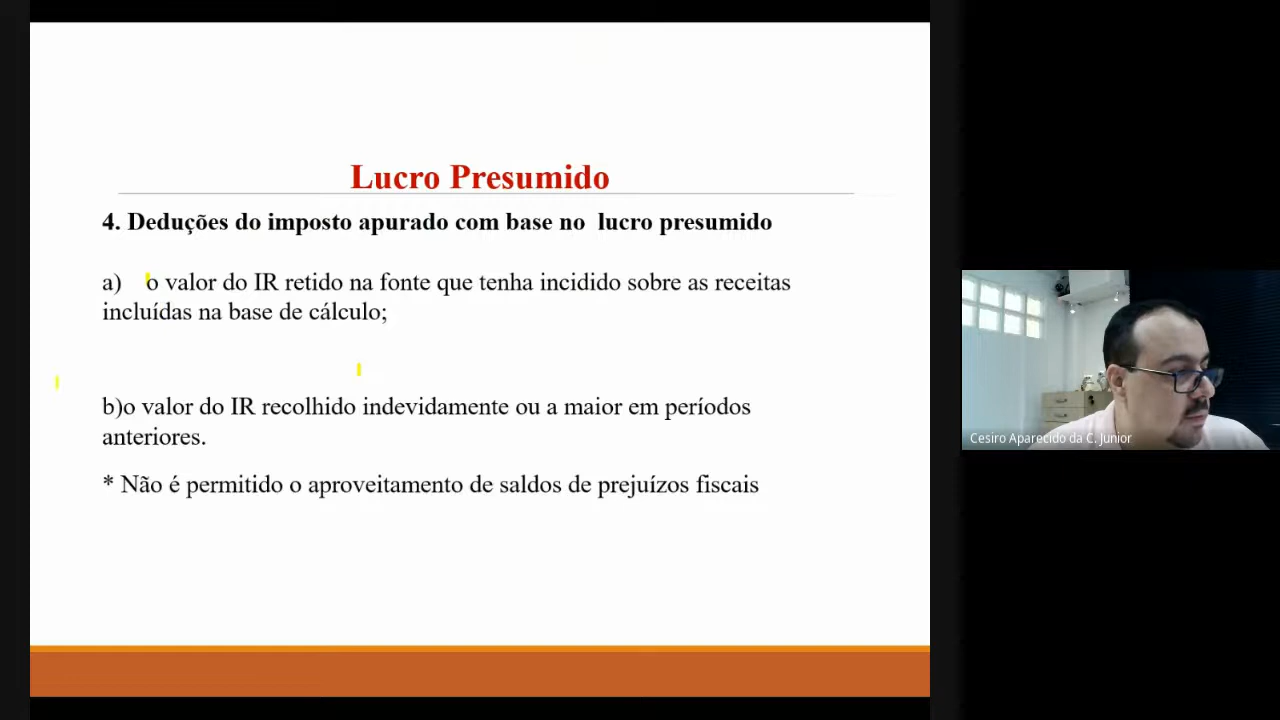 Lucro Presumido
4. Deduções do imposto apurado com base no lucro presumido
a) o valor do IR retido na fonte que tenha incidido sobre as receitas
incluídas na base de cálculo;
b)o valor do IR recolhido indevidamente ou a maior em períodos
anteriores.
* Não é permitido o aproveitamento de saldos de prejuízos fiscais
Cesiro Aparecido da C. Junior